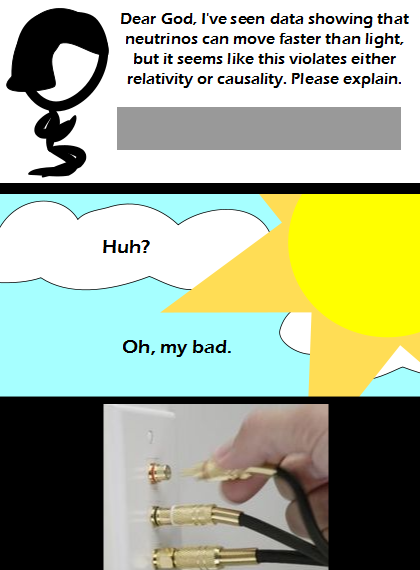 Dear God, I've seen data showing that
neutrinos can move faster than light,
but it seems like this violates either
relativity or causality. Please explain.
Huh?
Oh, my bad.